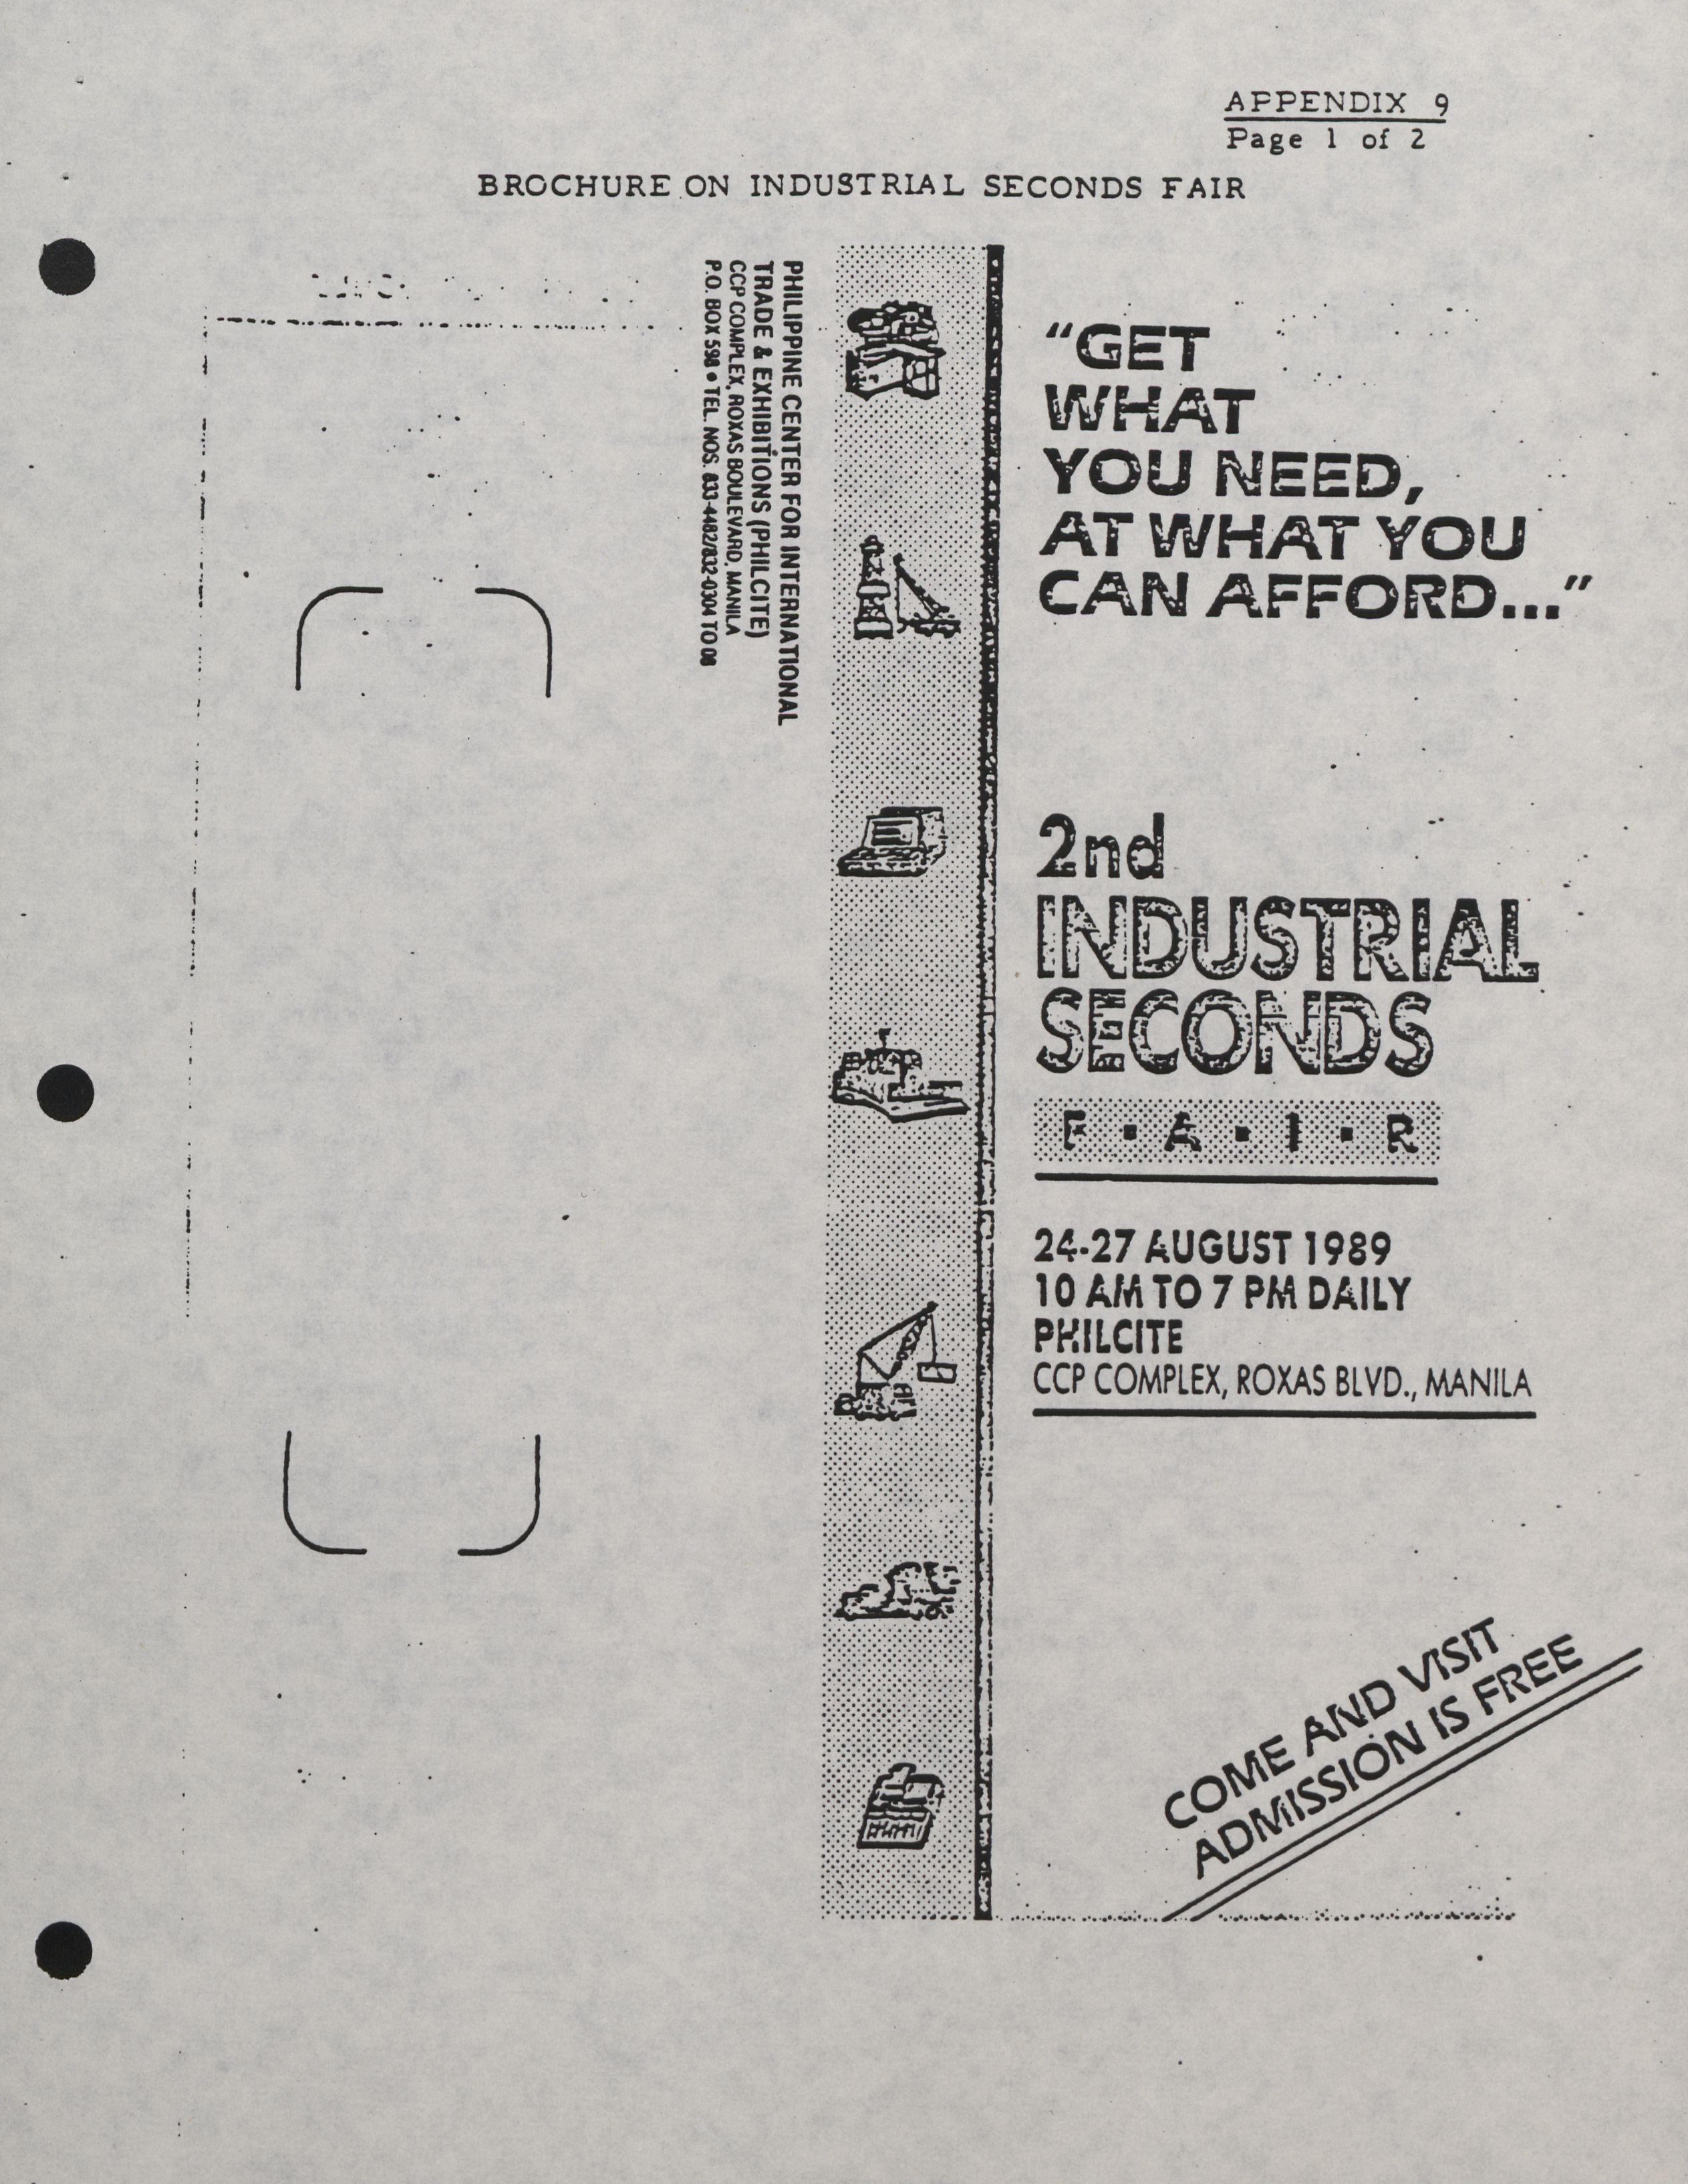 APPENDIX 9
Page 1 of 2
BROCHURE ON INDUSTRIAL SECONDS FAIR
PHILIPPINE CENTER FOR INTERNATIONAL
TRADE & EXHIBITIONS (PHILCITE)
CCP COMPLEX, ROXAS BOULEVARD, MANILA
P.O. BOX 598 • TEL. NOS. 833-4482/832-0304 TO 08
“GET
WHAT
YOU NEED,
AT WHAT YOU
CAN AFFORD...”
2nd
INDUSTRIAL
SECONDS
F • A • I • R
24-27 AUGUST 1989
10 AM TO 7 PM DAILY
PHILCITE
CCP COMPLEX, ROXAS BLVD., MANILA
COME AND VISIT
ADMISSION IS FREE